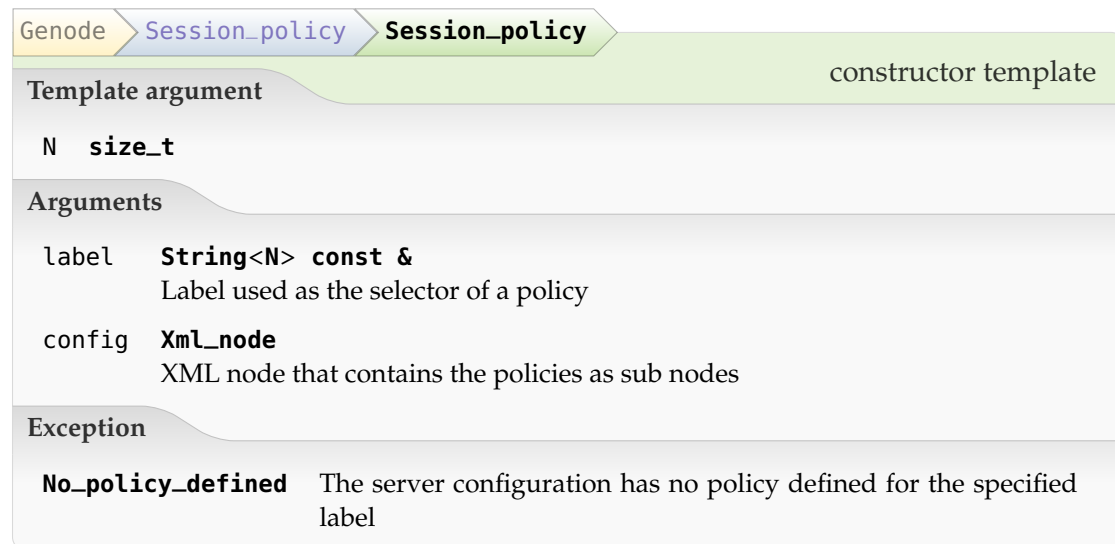 Genode Session_policy Session_policy
constructor template
Template argument
N size_t
Arguments
label String<N> const &
Label used as the selector of a policy
config Xml_node
XML node that contains the policies as sub nodes
Exception
No_policy_defined The server configuration has no policy defined for the specified
label